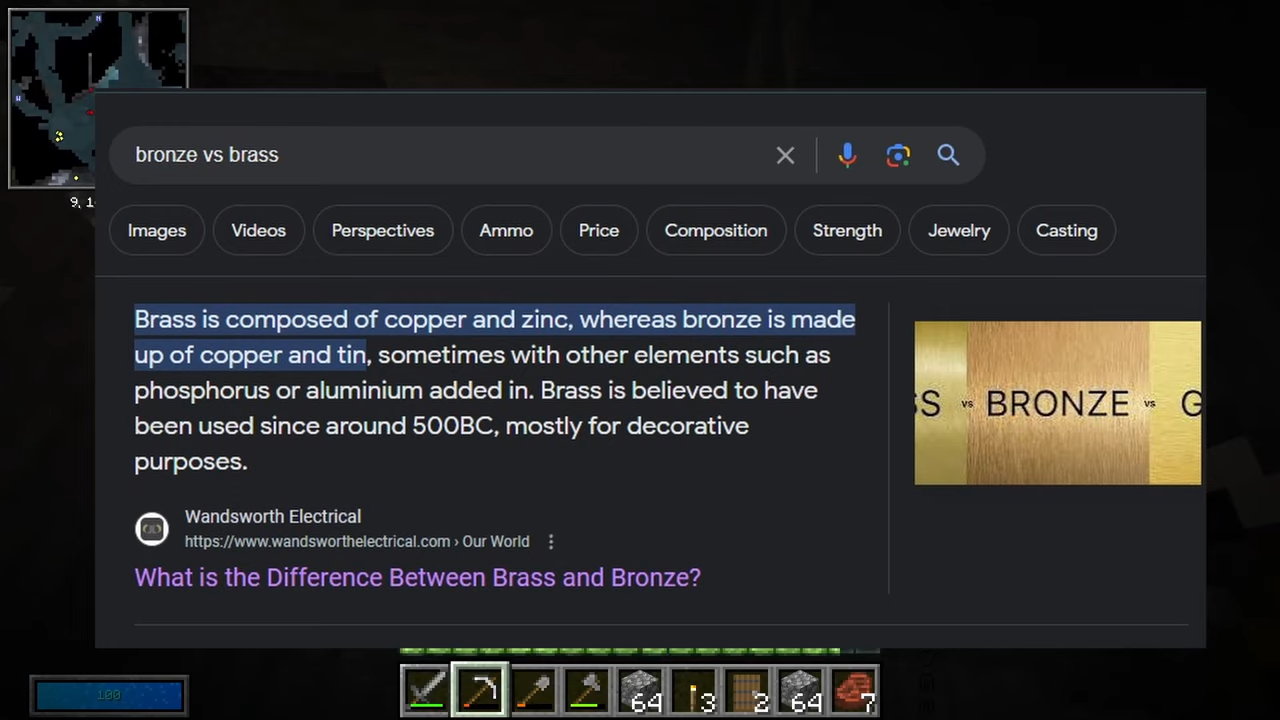 bronze vs brass
Images Videos Perspectives Ammo Price Composition Strength Jewelry Casting
Brass is composed of copper and zinc, whereas bronze is made
up of copper and tin, sometimes with other elements such as
phosphorus or aluminium added in. Brass is believed to have
been used since around 500BC, mostly for decorative
purposes.
SS vs BRONZE vs G
Wandsworth Electrical
https://www.wandsworthelectrical.com › Our World
What is the Difference Between Brass and Bronze?
9, 1
100
64 3 2 64 7